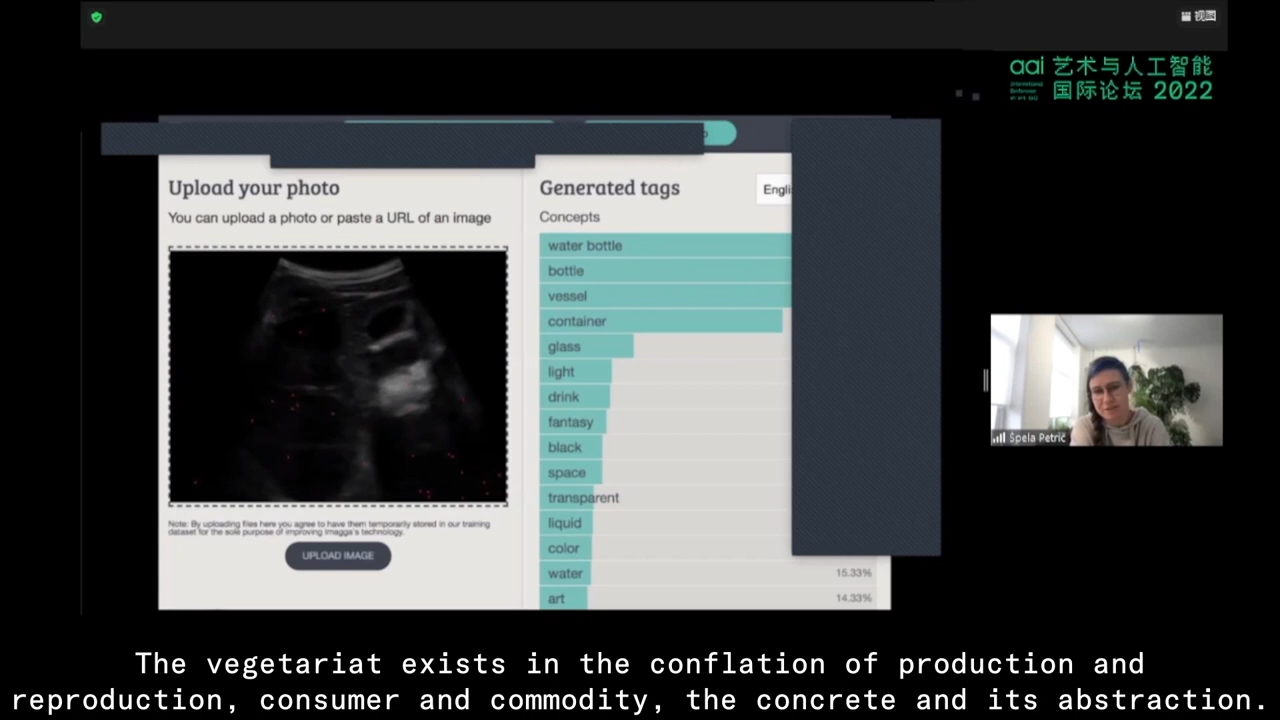 视图
aai 艺术与人工智能
国际论坛 2022
Upload your photo
You can upload a photo or paste a URL of an image
Note: By uploading files here you agree to have them temporarily stored in our training
dataset for the sole purpose of improving Imagga's technology.
UPLOAD IMAGE
Generated tags
Concepts
water bottle
bottle
vessel
container
glass
light
drink
fantasy
black
space
transparent
liquid
color
water 15.33%
art 14.33%
Špela Petrič
The vegetariat exists in the conflation of production and
reproduction, consumer and commodity, the concrete and its abstraction.